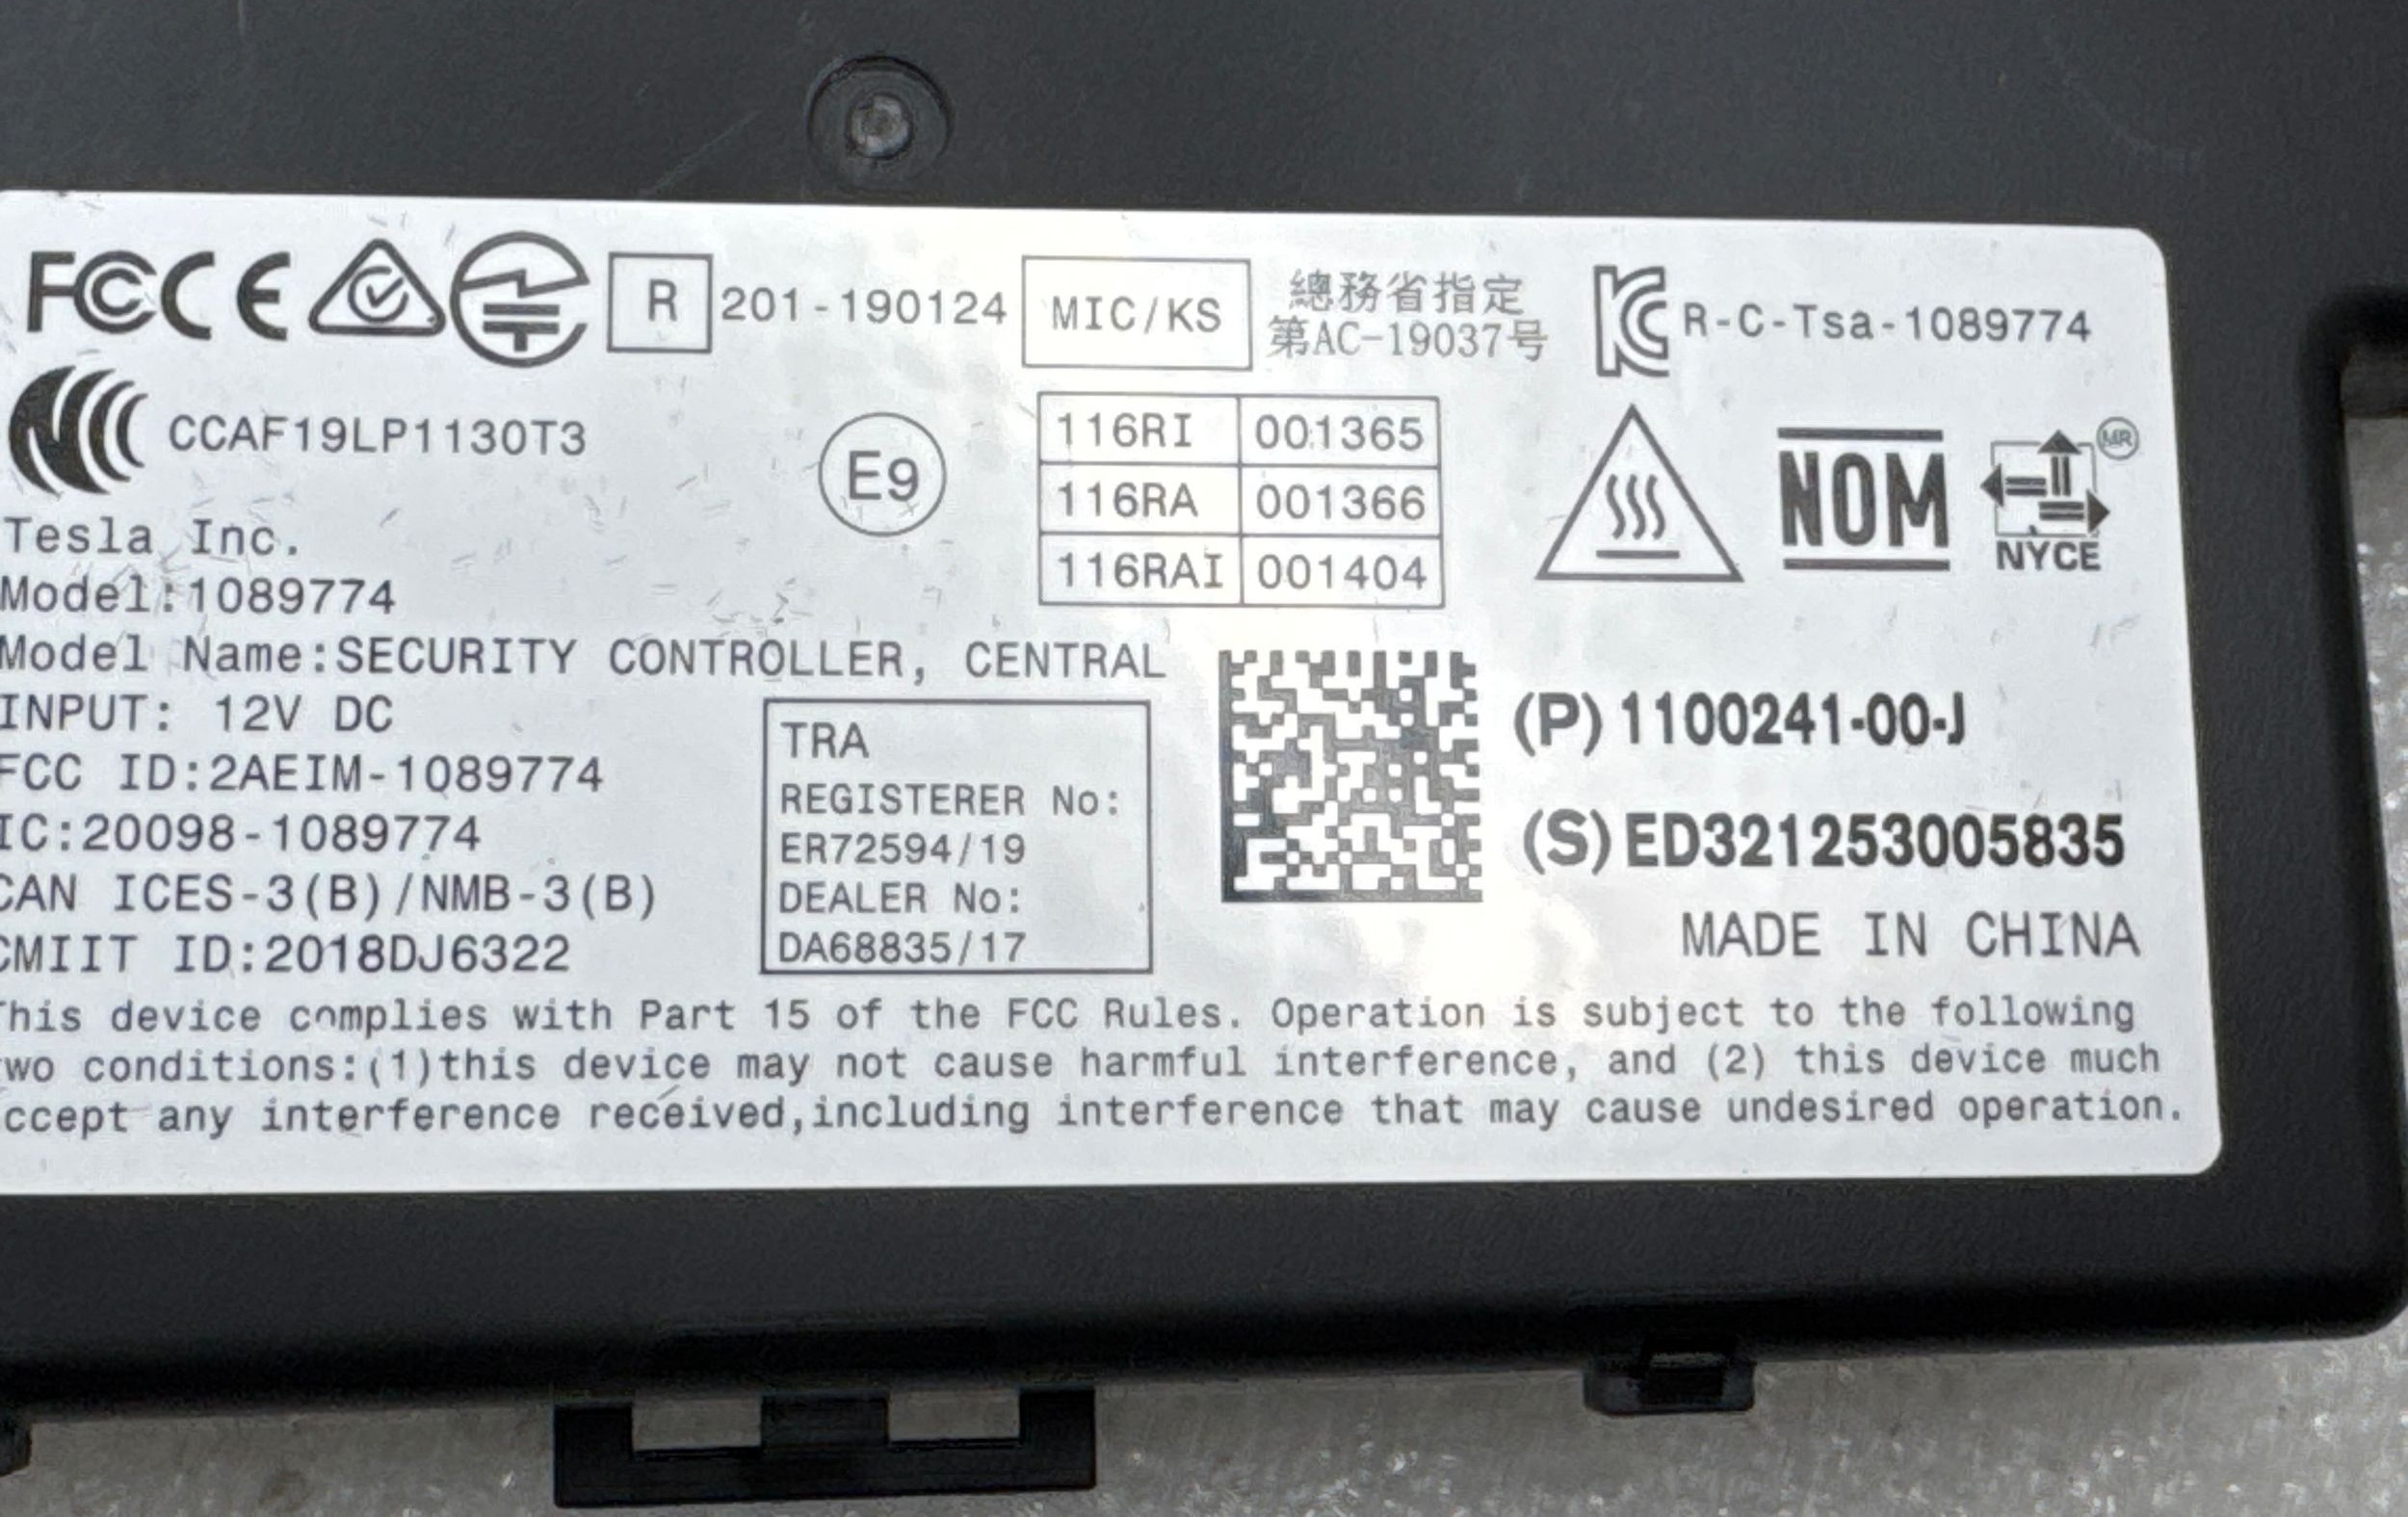 FC CE R 201-190124 MIC/KS 總務省指定
第AC-19037号 R-C-Tsa-1089774
CCAF19LP1130T3
E9
116RI 001365
116RA 001366
116RAI 001404
NOM
MR
NYCE
Tesla Inc.
Model:1089774
Model Name:SECURITY CONTROLLER, CENTRAL
INPUT: 12V DC
FCC ID:2AEIM-1089774
IC:20098-1089774
CAN ICES-3(B)/NMB-3(B)
CMIIT ID:2018DJ6322
TRA
REGISTERER No:
ER72594/19
DEALER No:
DA68835/17
(P) 1100241-00-J
(S) ED321253005835
MADE IN CHINA
This device complies with Part 15 of the FCC Rules. Operation is subject to the following
two conditions:(1)this device may not cause harmful interference, and (2) this device much
ccept any interference received,including interference that may cause undesired operation.